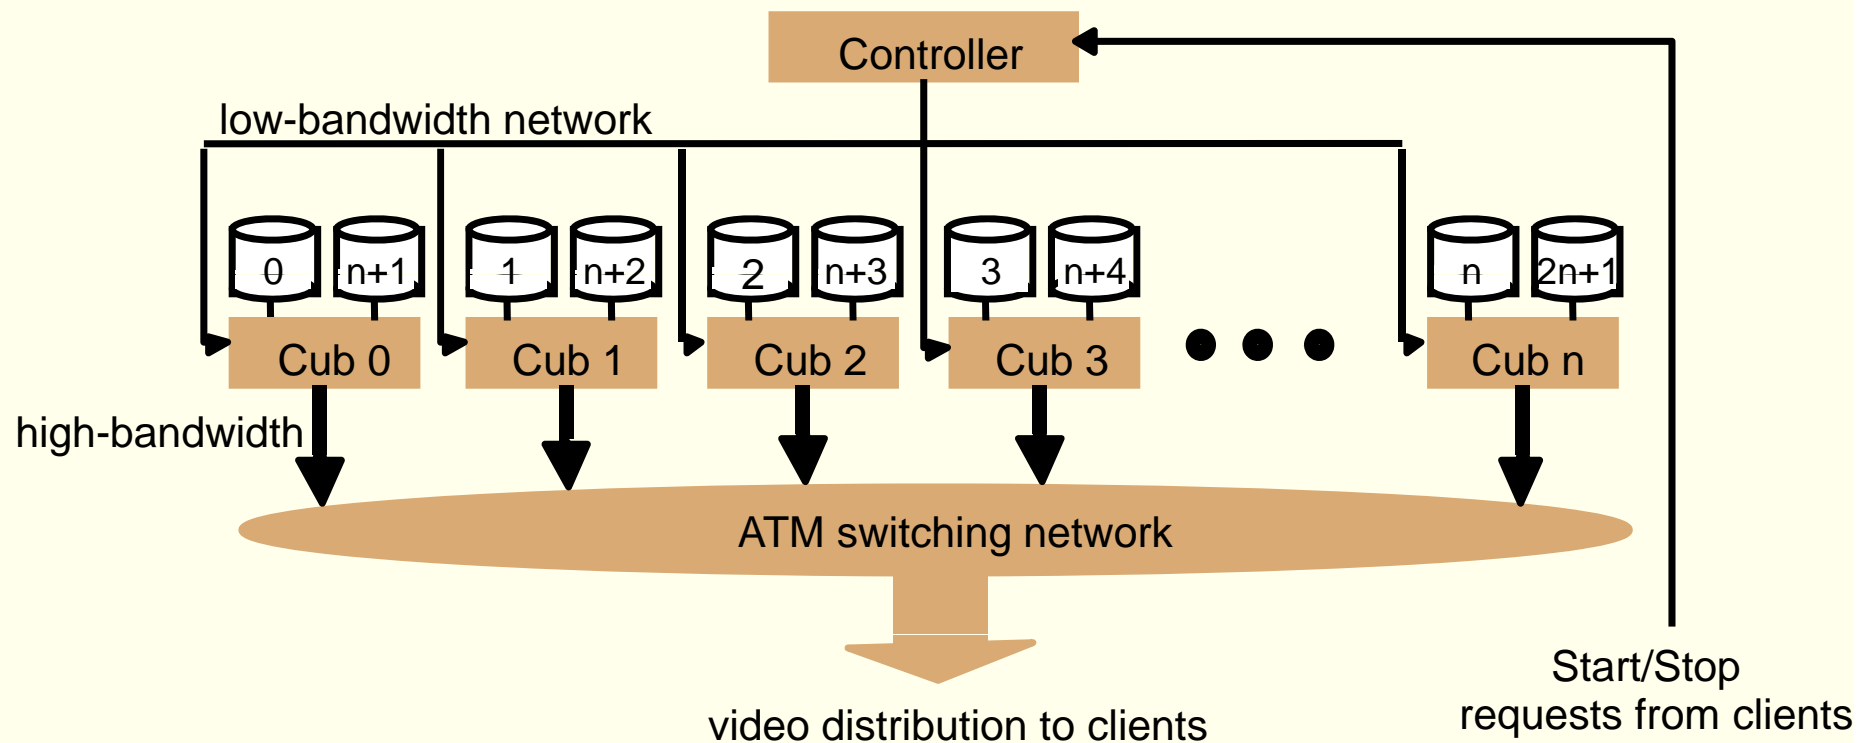 Controller
low-bandwidth network
0 n+1 1 n+2 2 n+3 3 n+4 n 2n+1
Cub 0 Cub 1 Cub 2 Cub 3 Cub n
high-bandwidth
ATM switching network
Start/Stop
requests from clients
video distribution to clients